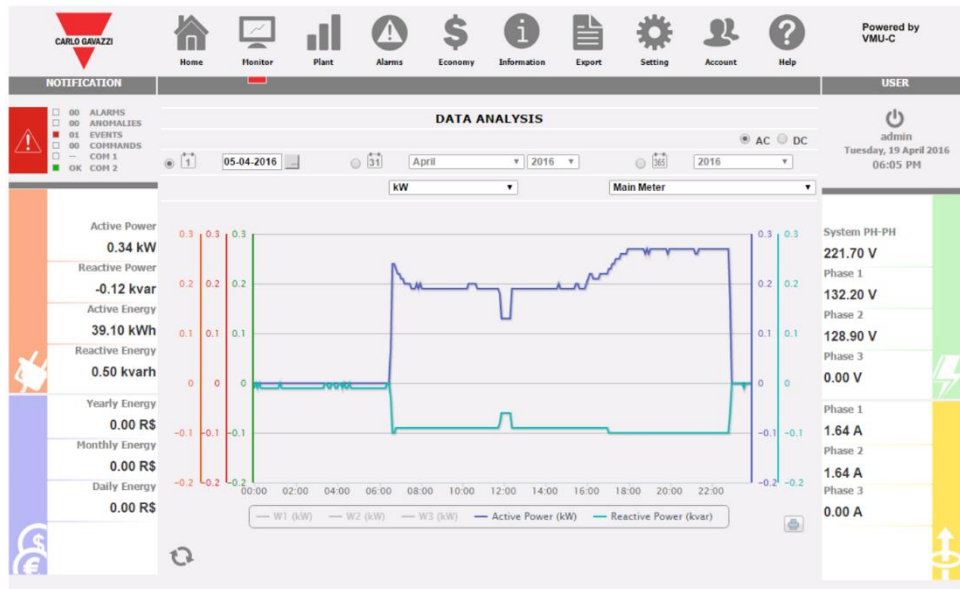 CARLO GAVAZZI
Home Monitor Plant Alarms Economy Information Export Setting Account Help
Powered by
VMU-C
NOTIFICATION
USER
00 ALARMS
00 ANOMALIES
01 EVENTS
00 COMMANDS
-- COM 1
OK COM 2
DATA ANALYSIS
AC DC
1 05-04-2016 ... 31 April 2016 365 2016
kW Main Meter
admin
Tuesday, 19 April 2016
06:05 PM
Active Power
0.34 kW
Reactive Power
-0.12 kvar
Active Energy
39.10 kWh
Reactive Energy
0.50 kvarh
Yearly Energy
0.00 R$
Monthly Energy
0.00 R$
Daily Energy
0.00 R$
0.3 0.3 0.3 0.3 0.3
0.2 0.2 0.2 0.2 0.2
0.1 0.1 0.1 0.1 0.1
0 0 0 0 0
-0.1 -0.1 -0.1 -0.1 -0.1
-0.2 -0.2 -0.2 -0.2 -0.2
00:00 02:00 04:00 06:00 08:00 10:00 12:00 14:00 16:00 18:00 20:00 22:00
W1 (kW) W2 (kW) W3 (kW) Active Power (kW) Reactive Power (kvar)
System PH-PH
221.70 V
Phase 1
132.20 V
Phase 2
128.90 V
Phase 3
0.00 V
Phase 1
1.64 A
Phase 2
1.64 A
Phase 3
0.00 A